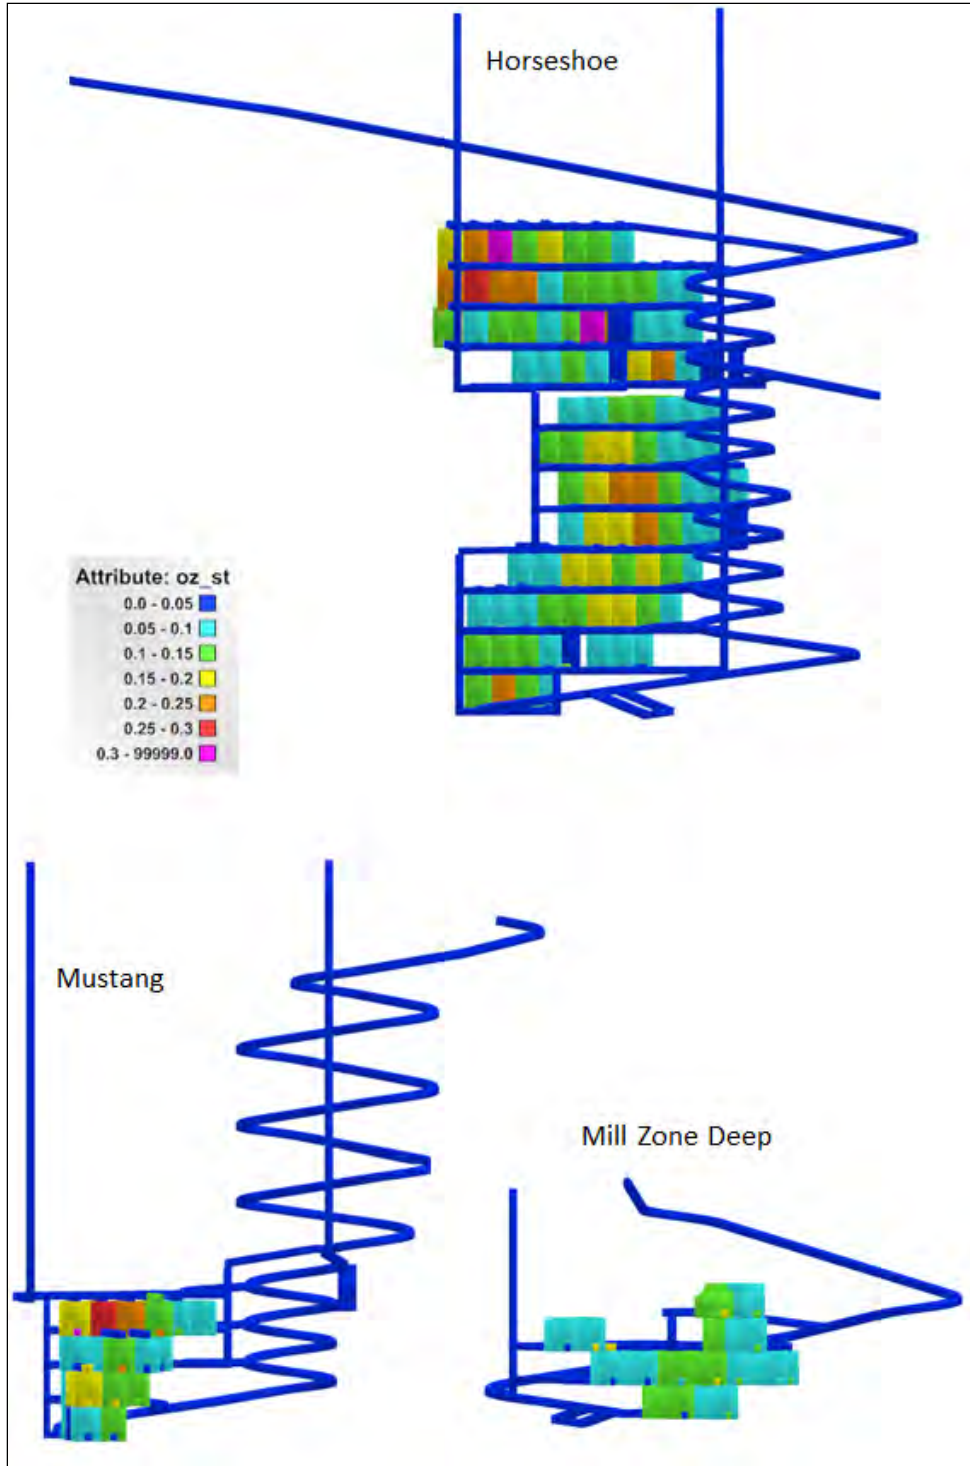 Horseshoe
Attribute: oz_st
0.0 - 0.05
0.05 - 0.1
0.1 - 0.15
0.15 - 0.2
0.2 - 0.25
0.25 - 0.3
0.3 - 99999.0
Mustang
Mill Zone Deep